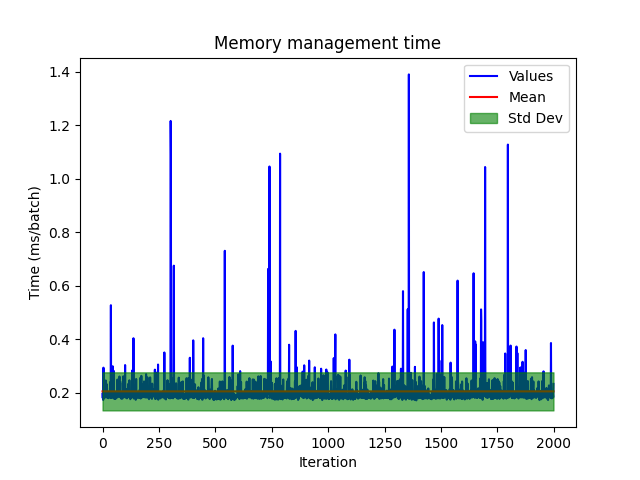 Memory management time
Values
Mean
Std Dev
1.4
1.2
1.0
0.8
0.6
0.4
0.2
Time (ms/batch)
0 250 500 750 1000 1250 1500 1750 2000
Iteration